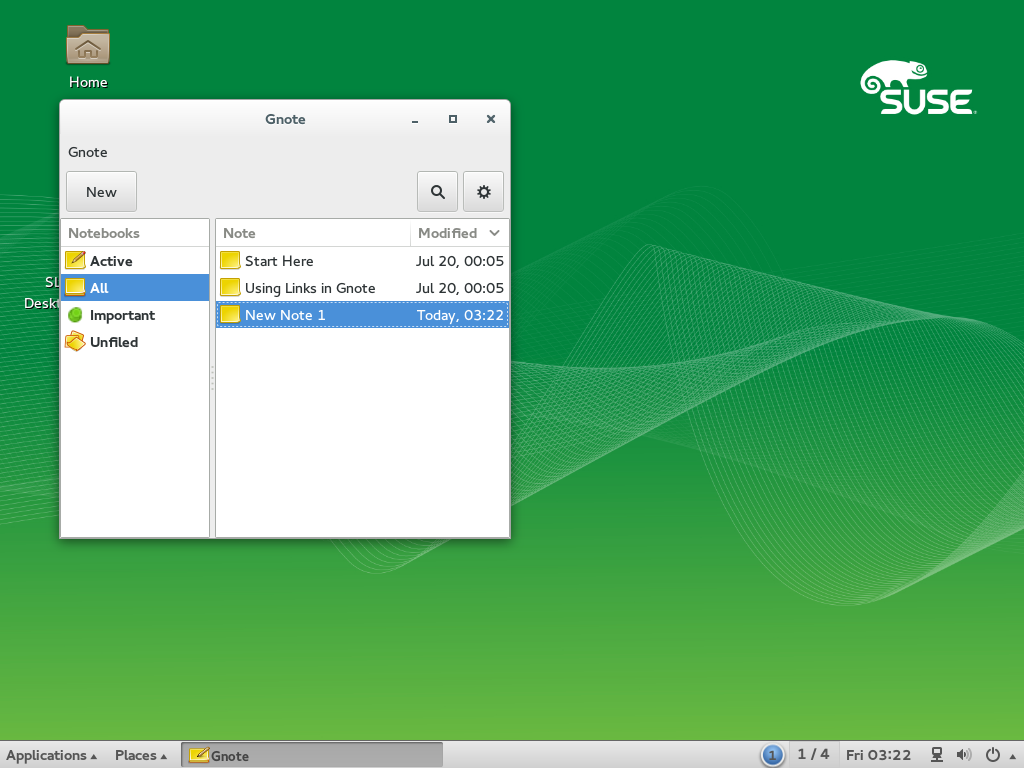 Home
SUSE
Gnote
Gnote
New
Notebooks
Note Modified
Active
Start Here Jul 20, 00:05
All
Using Links in Gnote Jul 20, 00:05
Important
New Note 1 Today, 03:22
Unfiled
SL
Deskt
Applications Places Gnote 1 1 / 4 Fri 03:22